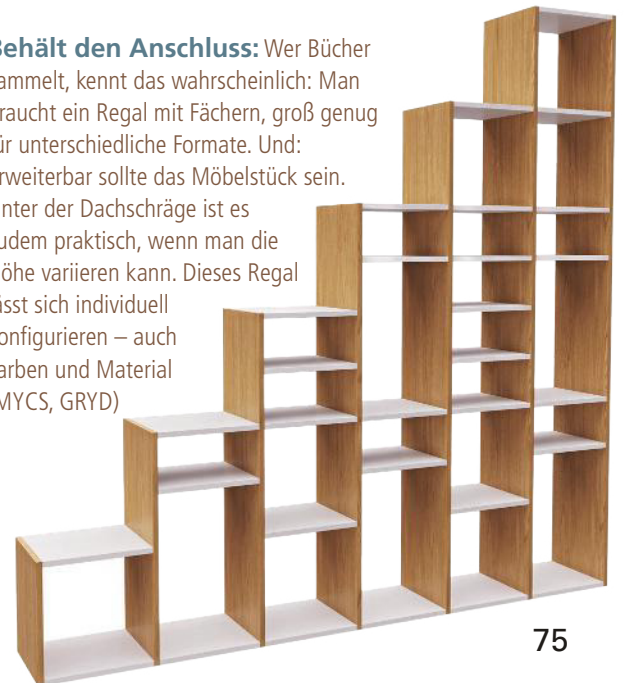 Behält den Anschluss: Wer Bücher
ammelt, kennt das wahrscheinlich: Man
raucht ein Regal mit Fächern, groß genug
ür unterschiedliche Formate. Und:
rweiterbar sollte das Möbelstück sein.
nter der Dachschräge ist es
udem praktisch, wenn man die
öhe variieren kann. Dieses Regal
ässt sich individuell
onfigurieren – auch
arben und Material
MYCS, GRYD)
75